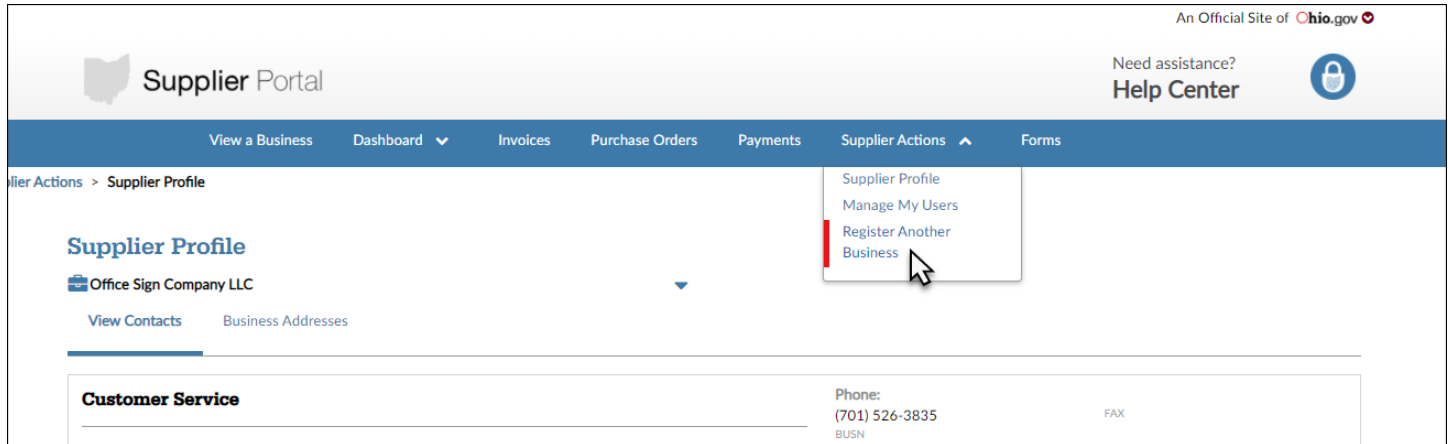 An Official Site of Ohio.gov
Supplier Portal
Need assistance?
Help Center
View a Business Dashboard Invoices Purchase Orders Payments Supplier Actions Forms
Supplier Profile
Manage My Users
Register Another
Business
plier Actions > Supplier Profile
Supplier Profile
Office Sign Company LLC
View Contacts Business Addresses
Customer Service
Phone:
(701) 526-3835
BUSN
FAX